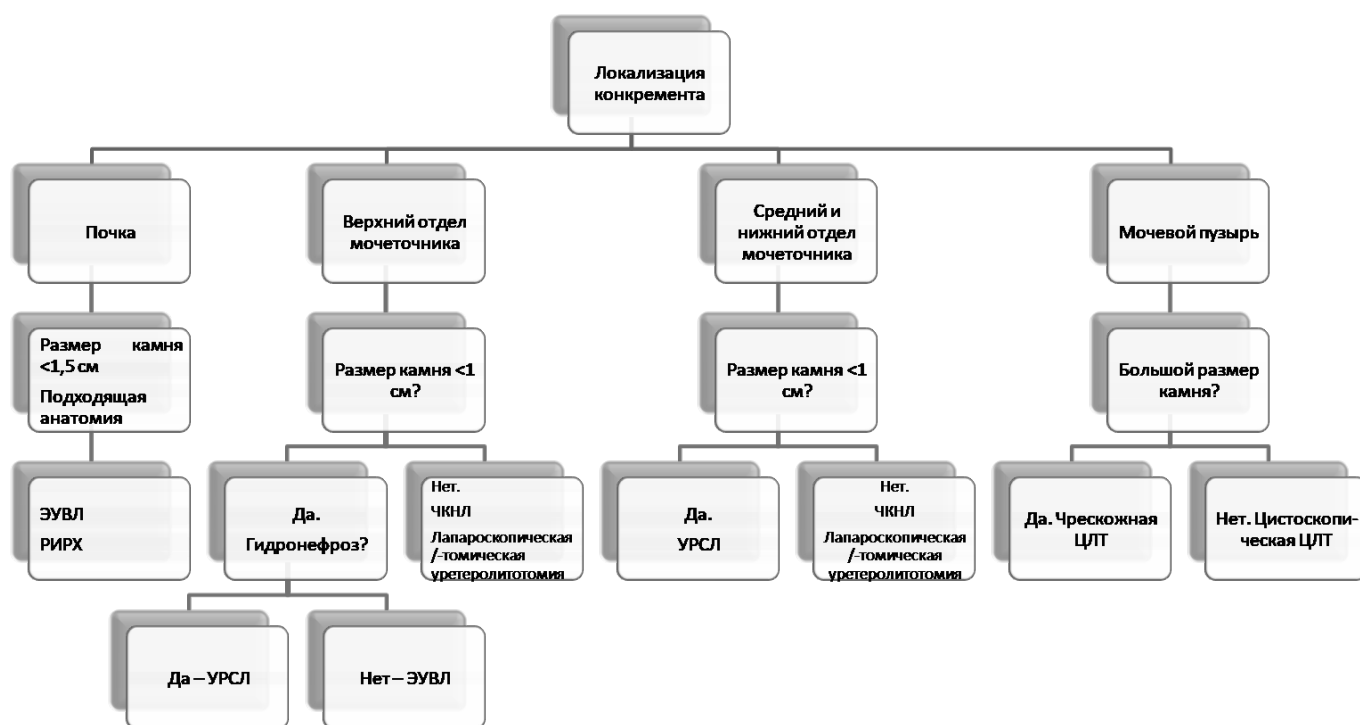 Локализация
конкремента
Почка
Верхний отдел
мочеточника
Средний и
нижний отдел
мочеточника
Мочевой пузырь
Размер камня
<1,5 см
Подходящая
анатомия
Размер камня <1
см?
Размер камня <1
см?
Большой размер
камня?
ЭУВЛ
РИРХ
Да.
Гидронефроз?
Нет.
ЧКНЛ
Лапароскопическая
/-томическая
уретеролитотомия
Да.
УРСЛ
Нет.
ЧКНЛ
Лапароскопическая
/-томическая
уретеролитотомия
Да. Чрескожная
ЦЛТ
Нет. Цистоскопи-
ческая ЦЛТ
Да – УРСЛ
Нет – ЭУВЛ